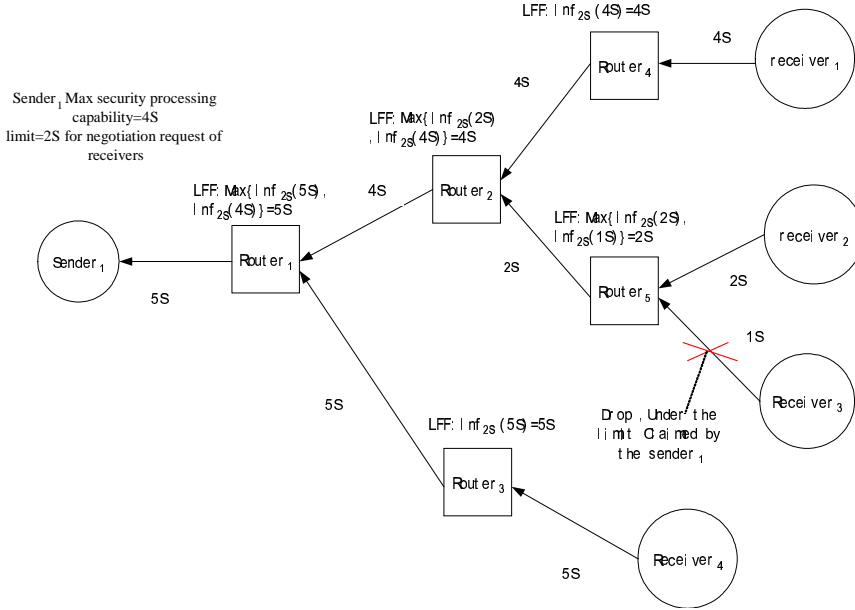 LFF: Inf2S(4S)=4S
4S
receiver1
Router4
4S
Sender1 Max security processing
capability=4S
limit=2S for negotiation request of
receivers
LFF: Max{Inf2S(2S)
,Inf2S(4S)}=4S
Router2
LFF: Max{Inf2S(5S),
Inf2S(4S)}=5S
4S
LFF: Max{Inf2S(2S),
Inf2S(1S)}=2S
receiver2
Sender1
Router1
2S
Router5
2S
5S
1S
Receiver3
5S
Drop, Under the
limit Claimed by
the sender1
LFF: Inf2S(5S)=5S
Router3
Receiver4
5S